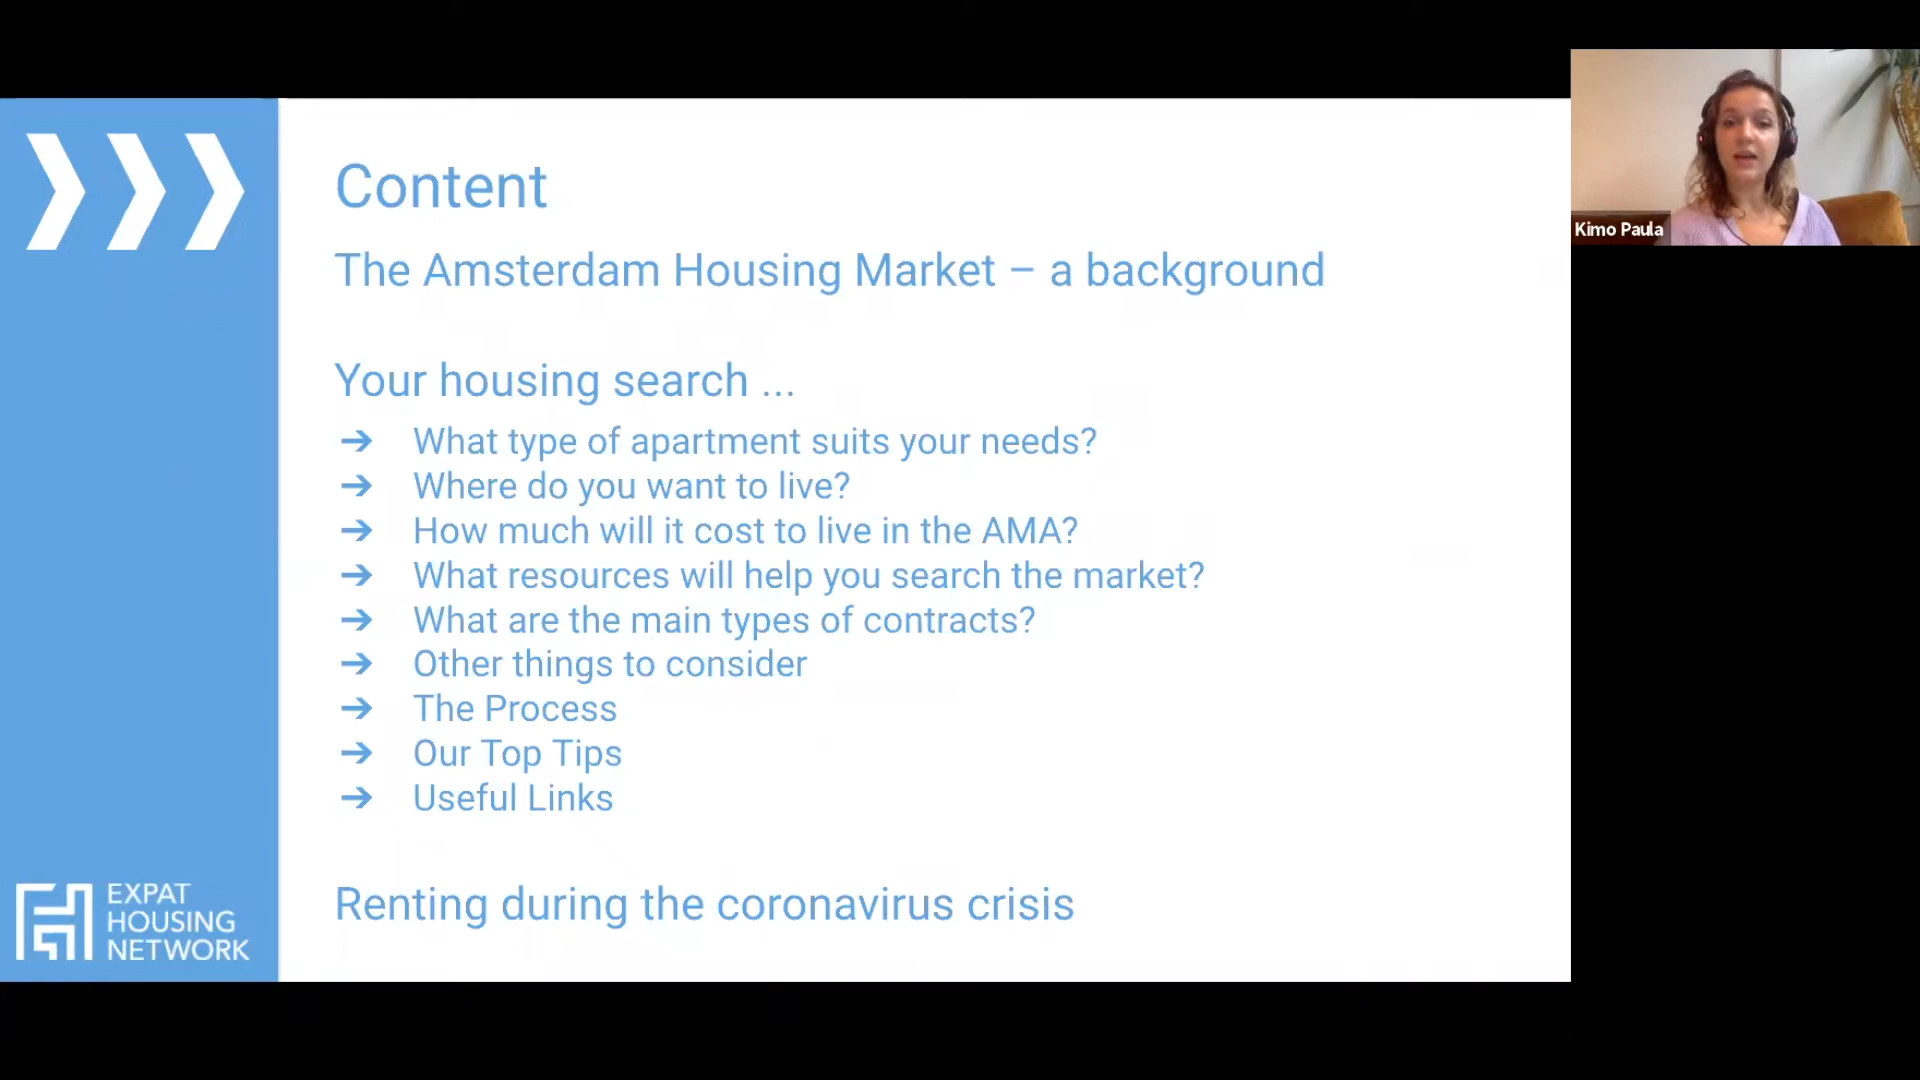 Content
The Amsterdam Housing Market – a background
Your housing search ...
➔ What type of apartment suits your needs?
➔ Where do you want to live?
➔ How much will it cost to live in the AMA?
➔ What resources will help you search the market?
➔ What are the main types of contracts?
➔ Other things to consider
➔ The Process
➔ Our Top Tips
➔ Useful Links
Renting during the coronavirus crisis
EXPAT
HOUSING
NETWORK
Kimo Paula